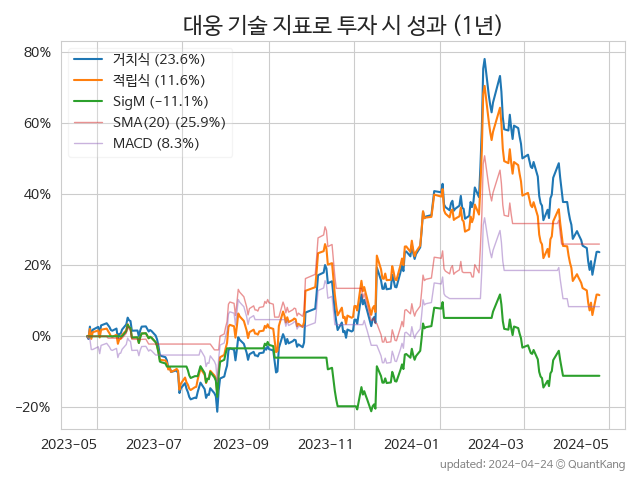 대웅 기술 지표로 투자 시 성과 (1년)
80%
60%
40%
20%
0%
−20%
거치식 (23.6%)
적립식 (11.6%)
SigM (-11.1%)
SMA(20) (25.9%)
MACD (8.3%)
2023-05 2023-07 2023-09 2023-11 2024-01 2024-03 2024-05
updated: 2024-04-24 © QuantKang